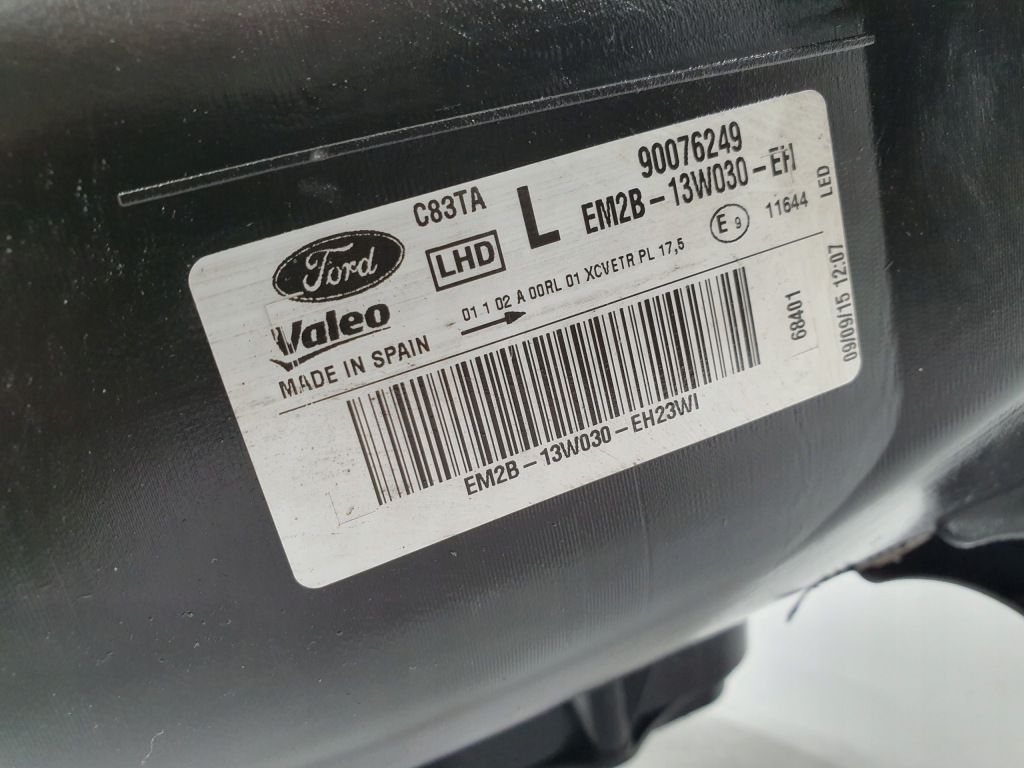 90076249
C83TA L EM2B-13W030-EH
Ford LHD E9 11644 LED
Valeo 01 1 02 A 00RL 01 XCVETR PL 17,5
MADE IN SPAIN
68401
09/09/15 12:07
EM2B-13W030-EH23WI